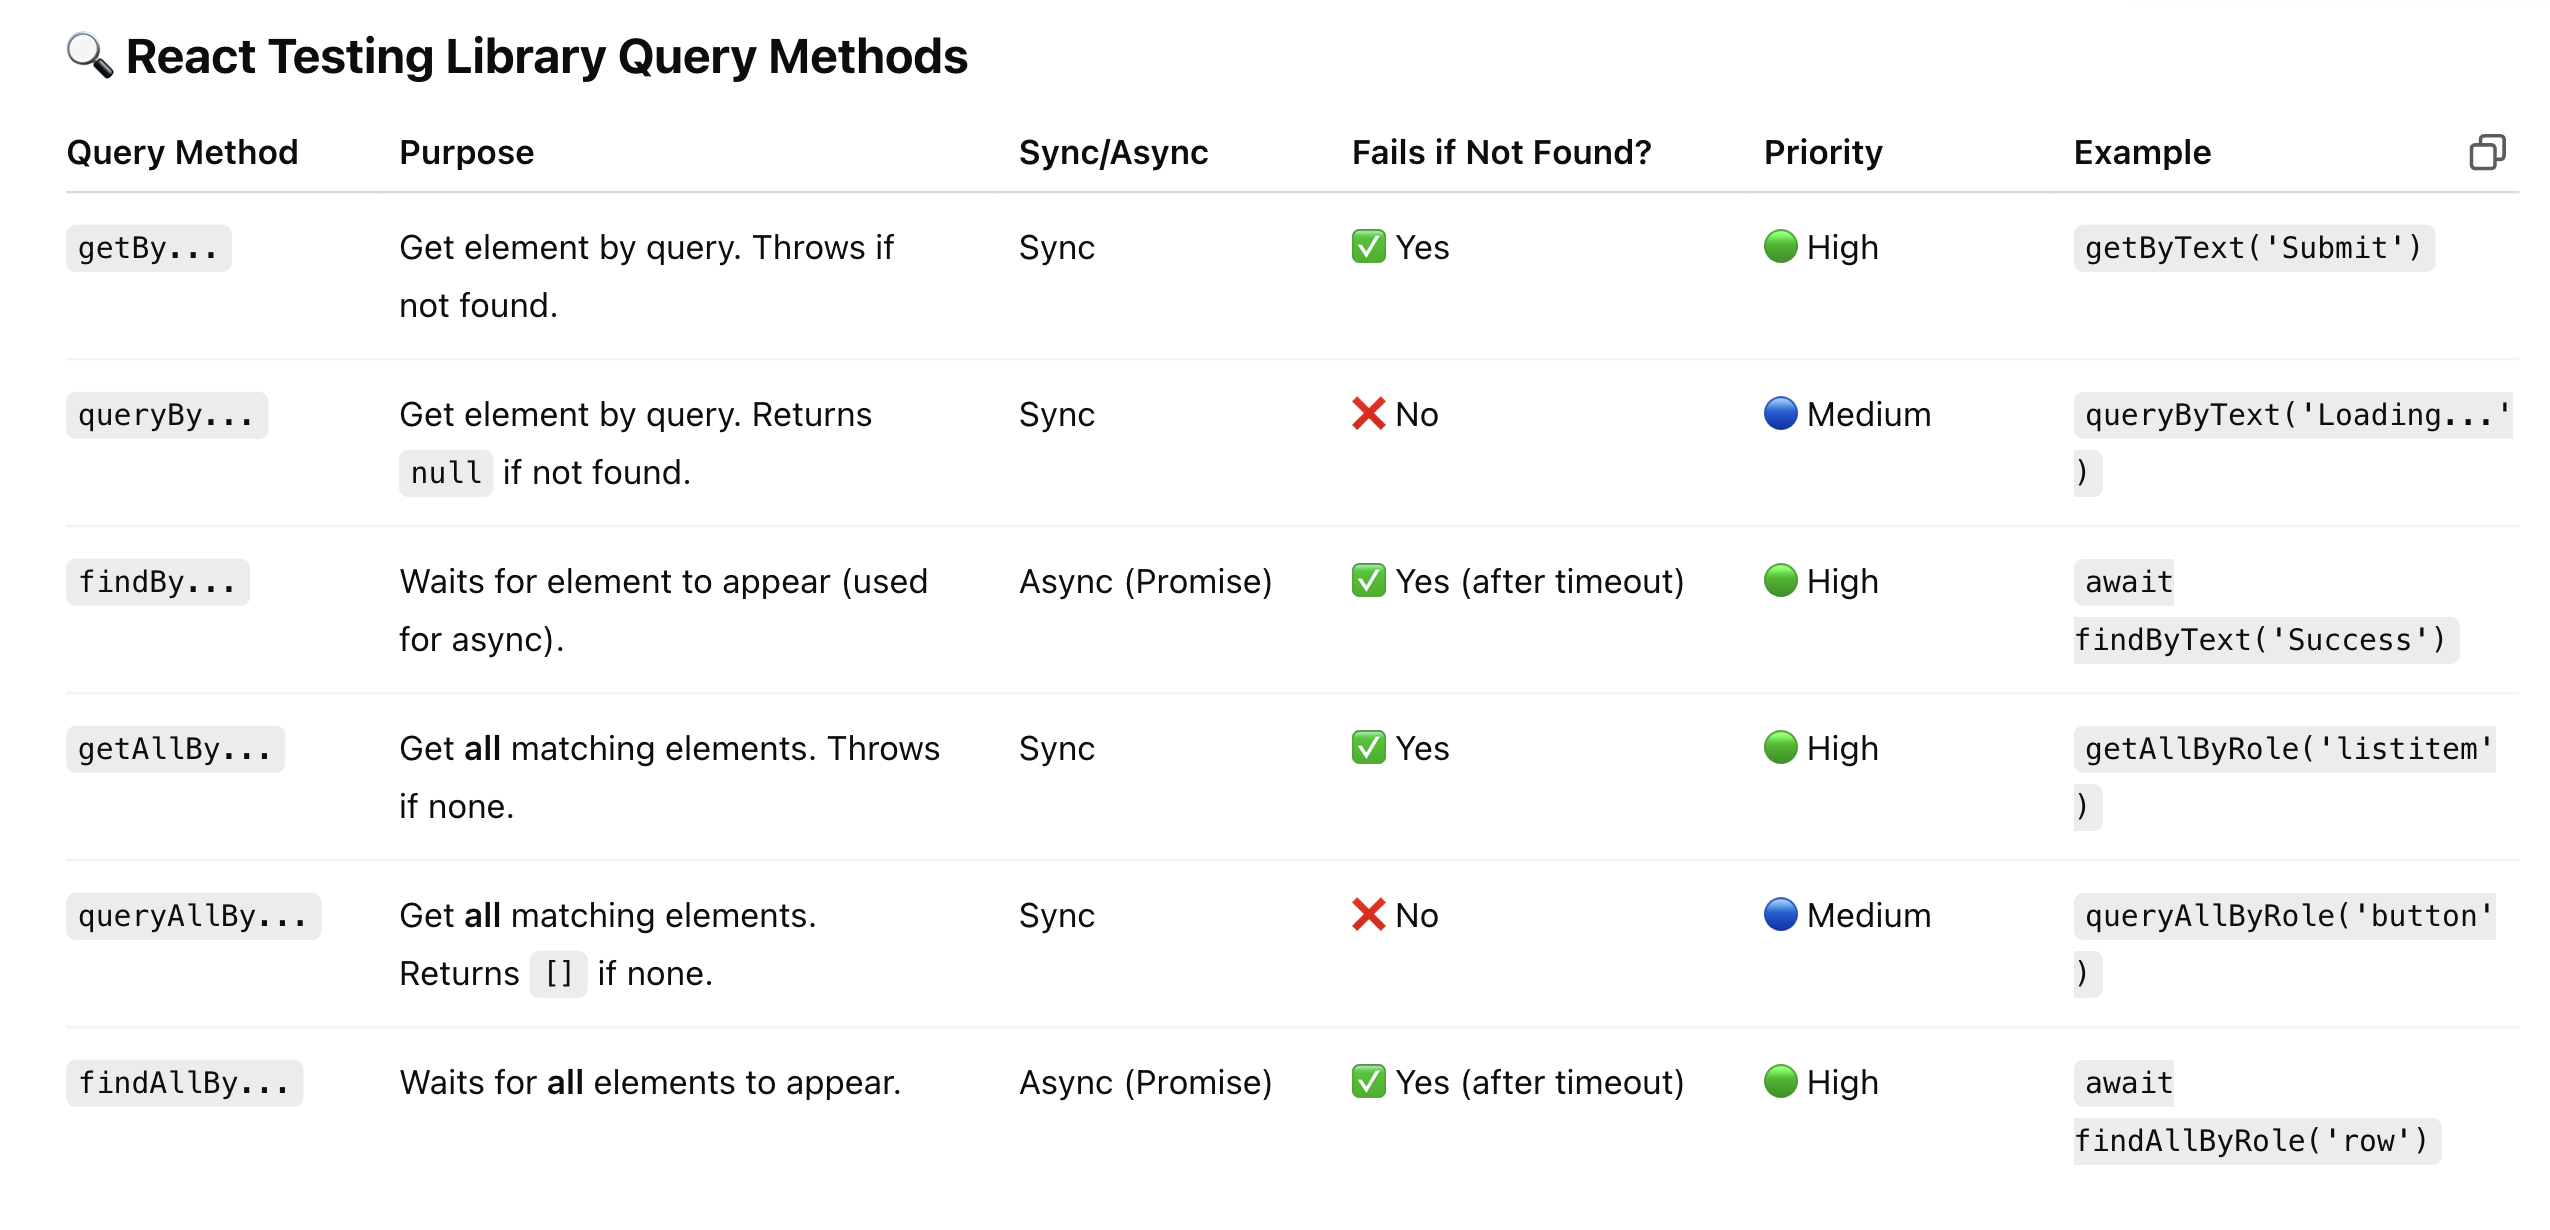 🔍 React Testing Library Query Methods
Query Method Purpose Sync/Async Fails if Not Found? Priority Example
getBy... Get element by query. Throws if Sync ✅ Yes 🟢 High getByText('Submit')
not found.
queryBy... Get element by query. Returns Sync ❌ No 🔵 Medium queryByText('Loading...'
null if not found. )
findBy... Waits for element to appear (used Async (Promise) ✅ Yes (after timeout) 🟢 High await
for async). findByText('Success')
getAllBy... Get all matching elements. Throws Sync ✅ Yes 🟢 High getAllByRole('listitem'
if none. )
queryAllBy... Get all matching elements. Sync ❌ No 🔵 Medium queryAllByRole('button'
Returns [] if none. )
findAllBy... Waits for all elements to appear. Async (Promise) ✅ Yes (after timeout) 🟢 High await
findAllByRole('row')